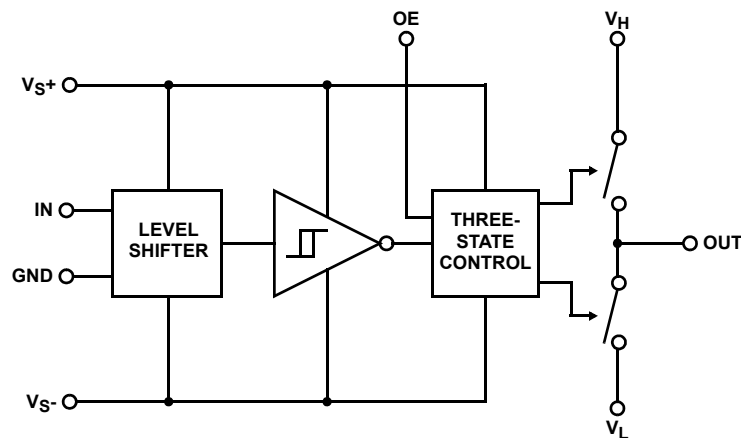 OE
VH
VS+
IN
LEVEL
SHIFTER
THREE-
STATE
CONTROL
OUT
GND
VS-
VL